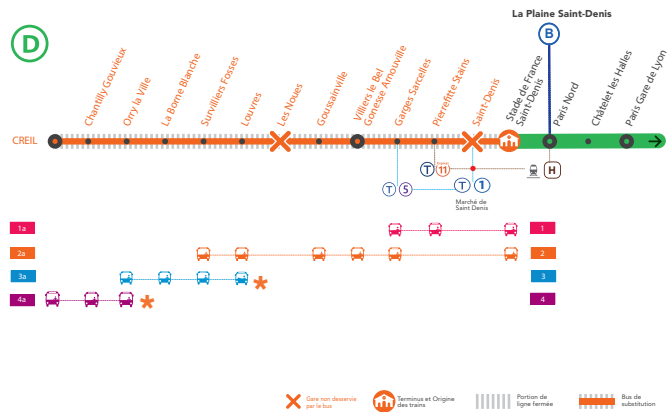 La Plaine Saint-Denis
D
B
CREIL
Chantilly Gouvieux
Orry la Ville
La Borne Blanche
Survilliers Fosses
Louvres
Les Noues
Goussainville
Villiers le Bel
Gonesse Arnouville
Garges Sarcelles
Pierrefitte Stains
Saint-Denis
Stade de France
Saint-Denis
Paris Nord
Châtelet les Halles
Paris Gare de Lyon
T 11
H
T 5
T 1
Marché de
Saint Denis
1a
1
2a
2
3a
3
4a
4
Gare non desservie
par le bus
Terminus et Origine
des trains
Portion de
ligne fermée
Bus de
substitution